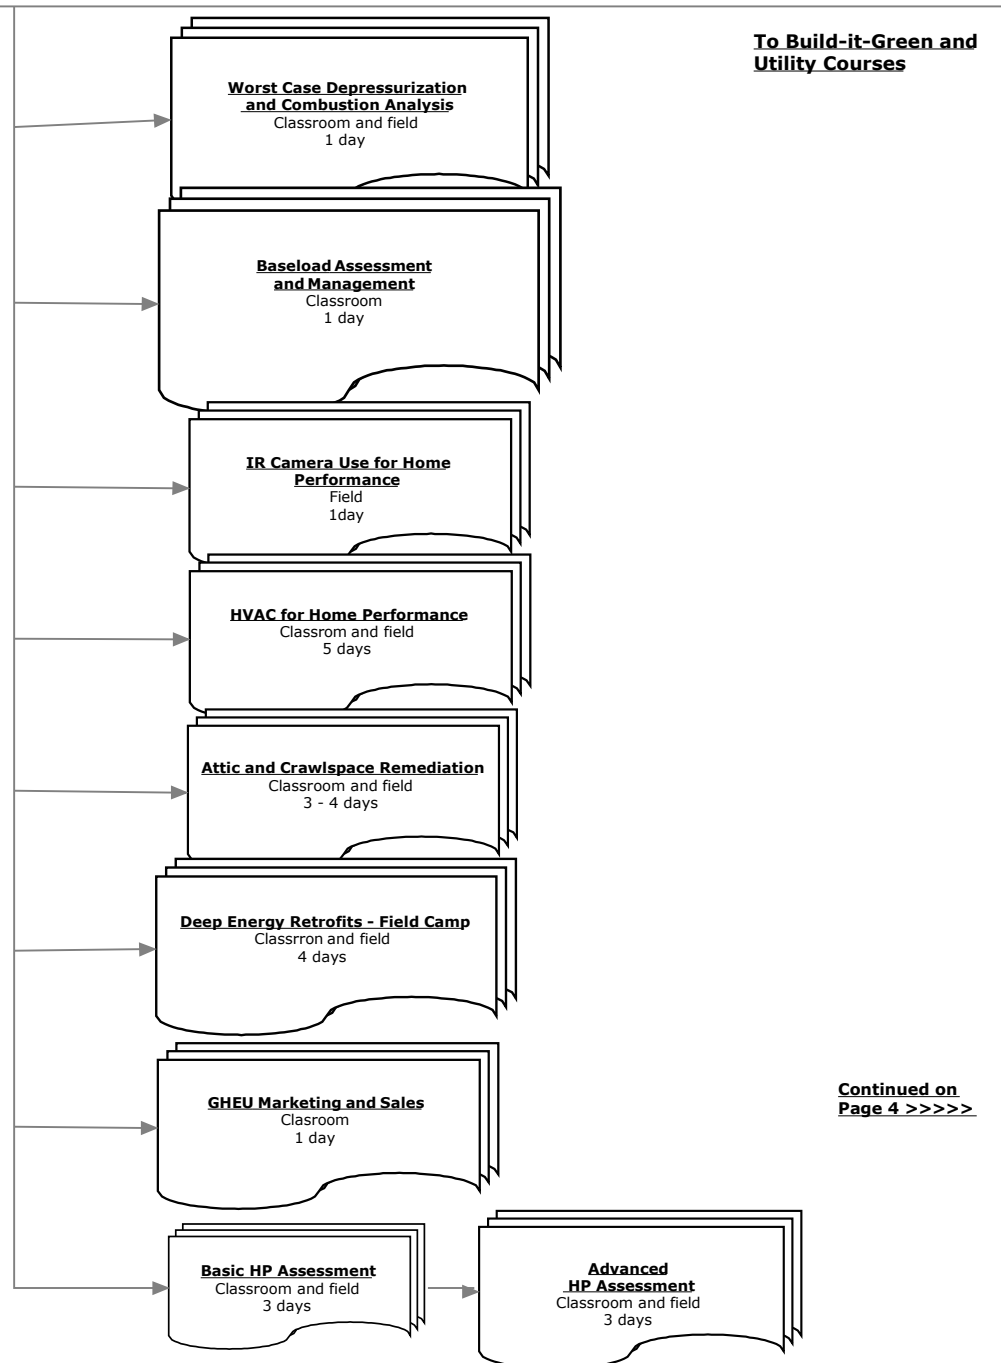 To Build-it-Green and
Utility Courses
Worst Case Depressurization
and Combustion Analysis
Classroom and field
1 day
Baseload Assessment
and Management
Classroom
1 day
IR Camera Use for Home
Performance
Field
1day
HVAC for Home Performance
Classrom and field
5 days
Attic and Crawlspace Remediation
Classroom and field
3 - 4 days
Deep Energy Retrofits - Field Camp
Classrron and field
4 days
GHEU Marketing and Sales
Clasroom
1 day
Continued on
Page 4 >>>>>
Basic HP Assessment
Classroom and field
3 days
Advanced
HP Assessment
Classroom and field
3 days